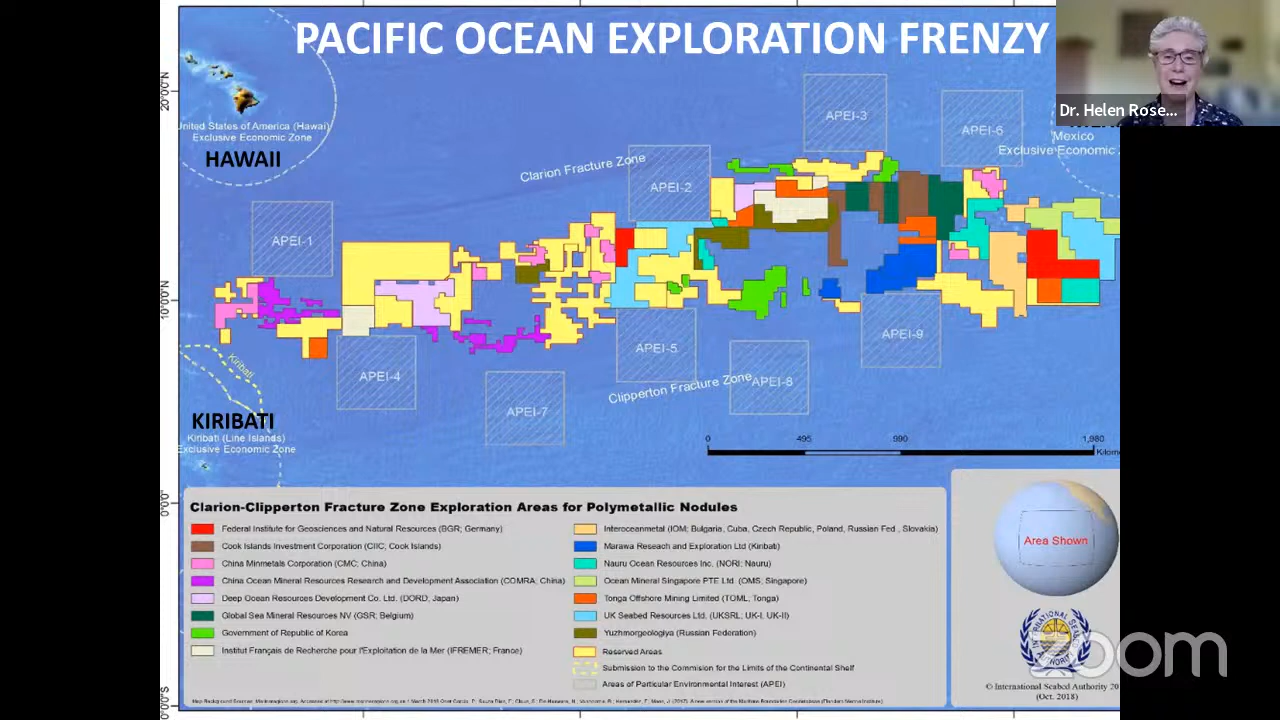 PACIFIC OCEAN EXPLORATION FRENZY
Dr. Helen Rose...
20°0'0"N
United States of America (Hawaii)
Exclusive Economic Zone
HAWAII
Mexico
Exclusive Economic
Clarion Fracture Zone
APEI-3
APEI-6
APEI-2
APEI-1
10°0'0"N
APEI-5
APEI-9
APEI-4
APEI-8
APEI-7
Clipperton Fracture Zone
Kiribati
KIRIBATI
Kiribati (Line Islands)
Exclusive Economic Zone
0 495 990 1,980
Kilom
Clarion-Clipperton Fracture Zone Exploration Areas for Polymetallic Nodules
Federal Institute for Geosciences and Natural Resources (BGR; Germany)
Cook Islands Investment Corporation (CIIC; Cook Islands)
China Minmetals Corporation (CMC; China)
China Ocean Mineral Resources Research and Development Association (COMRA; China)
Deep Ocean Resources Development Co. Ltd. (DORD; Japan)
Global Sea Mineral Resources NV (GSR; Belgium)
Government of Republic of Korea
Institut Français de Recherche pour l'Exploitation de la Mer (IFREMER; France)
Interoceanmetal (IOM; Bulgaria, Cuba, Czech Republic, Poland, Russian Fed., Slovakia)
Marawa Reseach and Exploration Ltd (Kiribati)
Nauru Ocean Resources Inc. (NORI; Nauru)
Ocean Mineral Singapore PTE Ltd. (OMS; Singapore)
Tonga Offshore Mining Limited (TOML; Tonga)
UK Seabed Resources Ltd. (UKSRL; UK-I, UK-II)
Yuzhmorgeologiya (Russian Federation)
Reserved Areas
Submission to the Commision for the Limits of the Continental Shelf
Areas of Particular Environmental Interest (APEI)
Area Shown
© International Seabed Authority 20
(Oct. 2018)
zoom